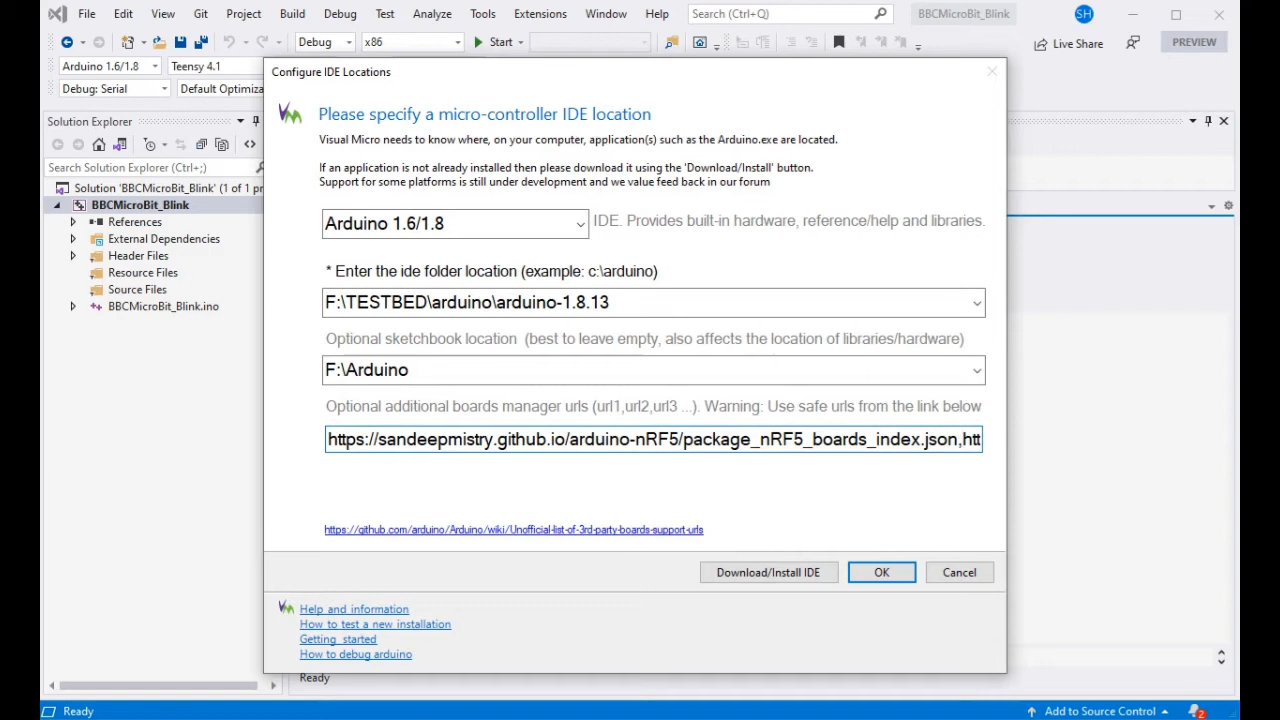 File Edit View Git Project Build Debug Test Analyze Tools Extensions Window Help Search (Ctrl+Q) BBCMicroBit_Blink SH
Debug x86 Start Live Share PREVIEW
Arduino 1.6/1.8 Teensy 4.1
Debug: Serial Default Optimiza
Solution Explorer
Search Solution Explorer (Ctrl+;)
Solution 'BBCMicroBit_Blink' (1 of 1 pr
BBCMicroBit_Blink
References
External Dependencies
Header Files
Resource Files
Source Files
BBCMicroBit_Blink.ino
Configure IDE Locations
Please specify a micro-controller IDE location
Visual Micro needs to know where, on your computer, application(s) such as the Arduino.exe are located.
If an application is not already installed then please download it using the 'Download/Install' button.
Support for some platforms is still under development and we value feed back in our forum
Arduino 1.6/1.8 IDE. Provides built-in hardware, reference/help and libraries.
* Enter the ide folder location (example: c:\arduino)
F:\TESTBED\arduino\arduino-1.8.13
Optional sketchbook location (best to leave empty, also affects the location of libraries/hardware)
F:\Arduino
Optional additional boards manager urls (url1,url2,url3 ...). Warning: Use safe urls from the link below
https://sandeepmistry.github.io/arduino-nRF5/package_nRF5_boards_index.json,htt
https://github.com/arduino/Arduino/wiki/Unofficial-list-of-3rd-party-boards-support-urls
Download/Install IDE OK Cancel
Help and information
How to test a new installation
Getting started
How to debug arduino
Ready
Ready Add to Source Control 2